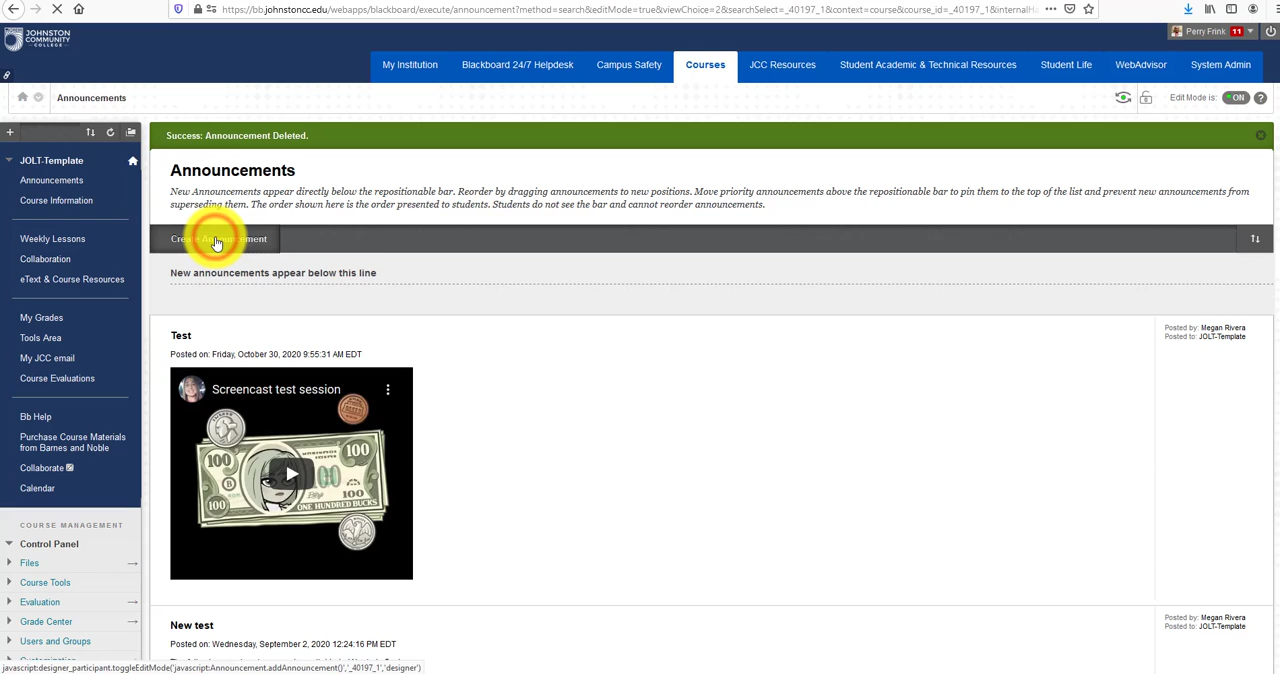 https://bb.johnstoncc.edu/webapps/blackboard/execute/announcement?method=search&editMode=true&viewChoice=2&searchSelect=_40197_1&context=course&course_id=_40197_1&internalH
JOHNSTON
COMMUNITY
COLLEGE
Perry Frink 11
My Institution
Blackboard 24/7 Helpdesk
Campus Safety
Courses
JCC Resources
Student Academic & Technical Resources
Student Life
WebAdvisor
System Admin
Announcements
Edit Mode is: ON ?
Success: Announcement Deleted.
JOLT-Template
Announcements
Course Information
Weekly Lessons
Collaboration
eText & Course Resources
My Grades
Tools Area
My JCC email
Course Evaluations
Bb Help
Purchase Course Materials
from Barnes and Noble
Collaborate
Calendar
COURSE MANAGEMENT
Control Panel
Files
Course Tools
Evaluation
Grade Center
Users and Groups
Announcements
New Announcements appear directly below the repositionable bar. Reorder by dragging announcements to new positions. Move priority announcements above the repositionable bar to pin them to the top of the list and prevent new announcements from
superseding them. The order shown here is the order presented to students. Students do not see the bar and cannot reorder announcements.
Create Announcement
New announcements appear below this line
Test
Posted on: Friday, October 30, 2020 9:55:31 AM EDT
Posted by: Megan Rivera
Posted to: JOLT-Template
Screencast test session
100
100
100
100
B
ONE HUNDRED BUCKS
New test
Posted on: Wednesday, September 2, 2020 12:24:16 PM EDT
Posted by: Megan Rivera
Posted to: JOLT-Template
javascript:designer_participant.toggleEditMode('javascript:Announcement.addAnnouncement()','_40197_1','designer')